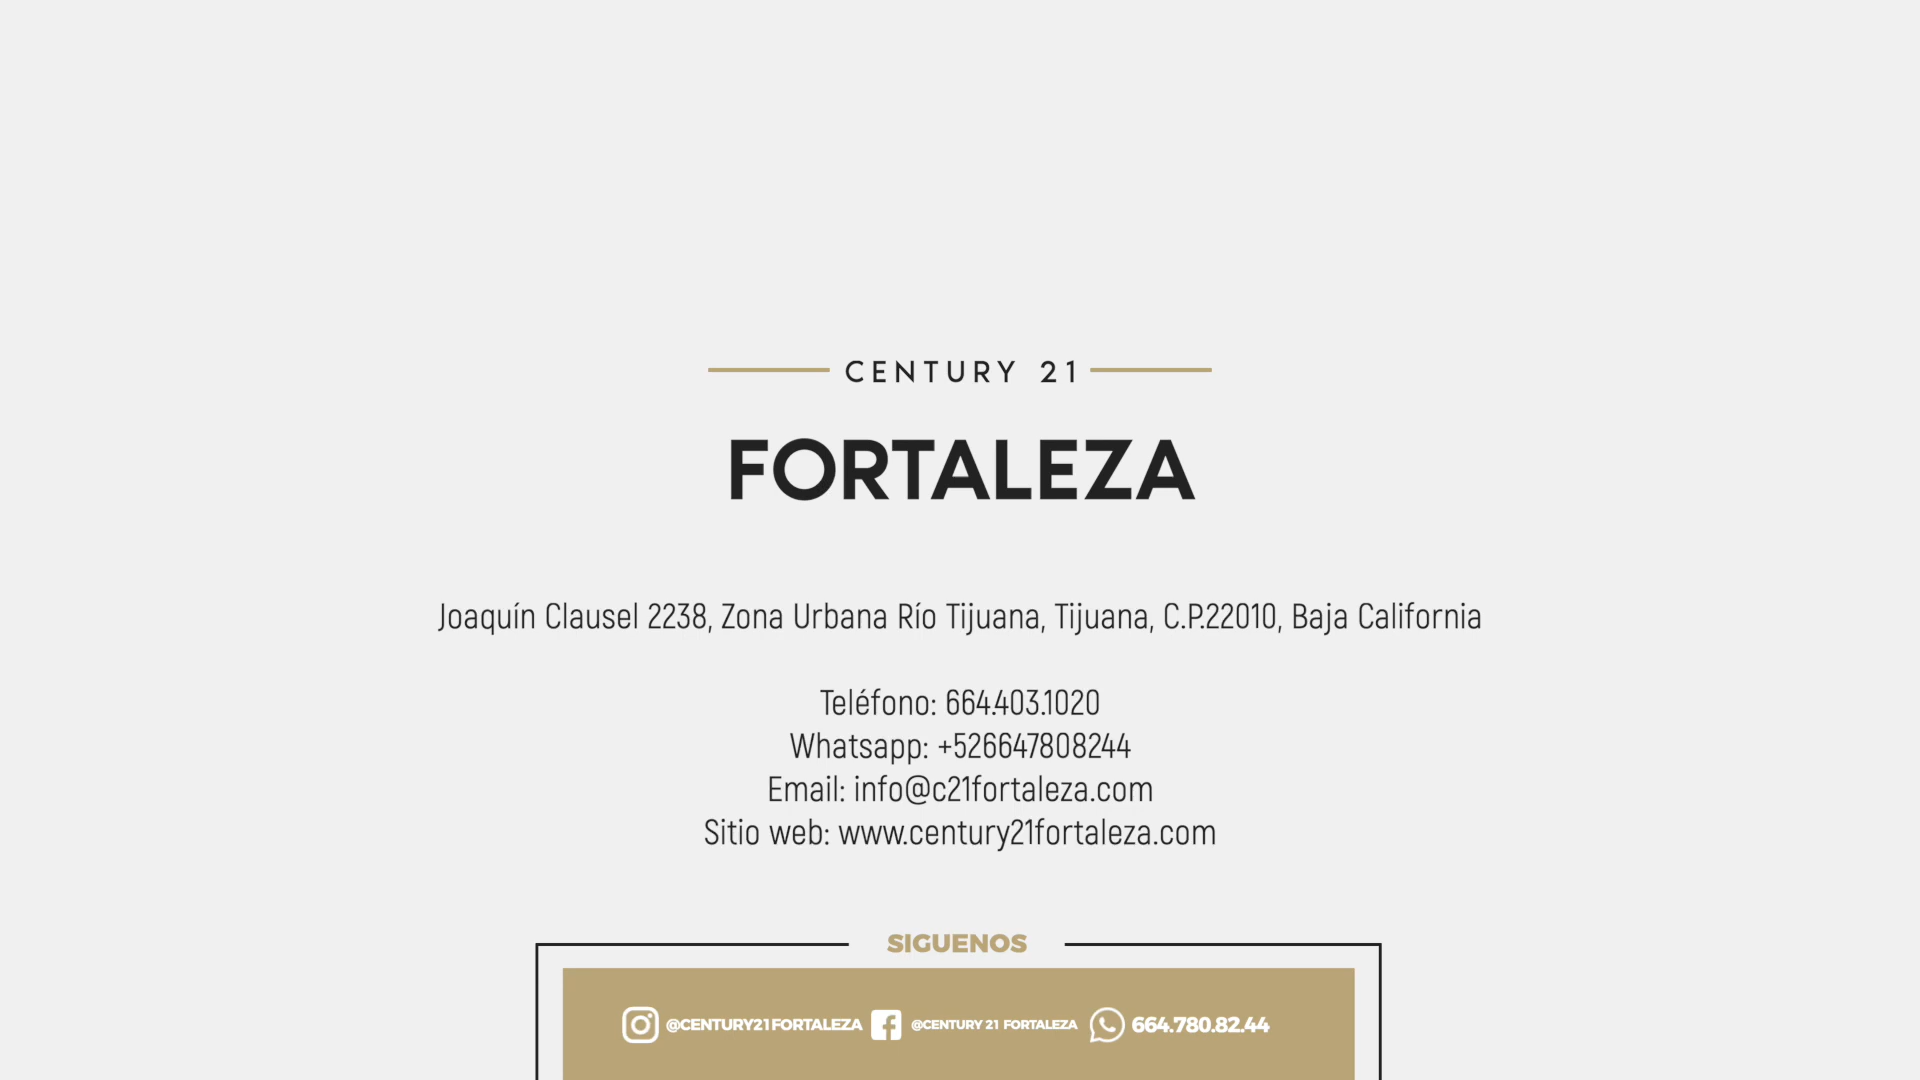 CENTURY 21
FORTALEZA
Joaquín Clausel 2238, Zona Urbana Río Tijuana, Tijuana, C.P.22010, Baja California
Teléfono: 664.403.1020
Whatsapp: +526647808244
Email: info@c21fortaleza.com
Sitio web: www.century21fortaleza.com
SIGUENOS
@CENTURY21FORTALEZA @CENTURY 21 FORTALEZA 664.780.82.44